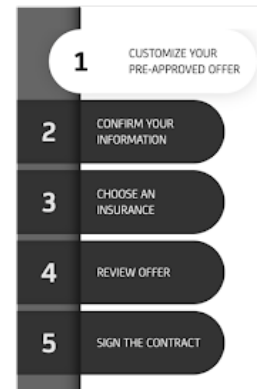 1
CUSTOMIZE YOUR
PRE-APPROVED OFFER
2
CONFIRM YOUR
INFORMATION
3
CHOOSE AN
INSURANCE
4
REVIEW OFFER
5
SIGN THE CONTRACT